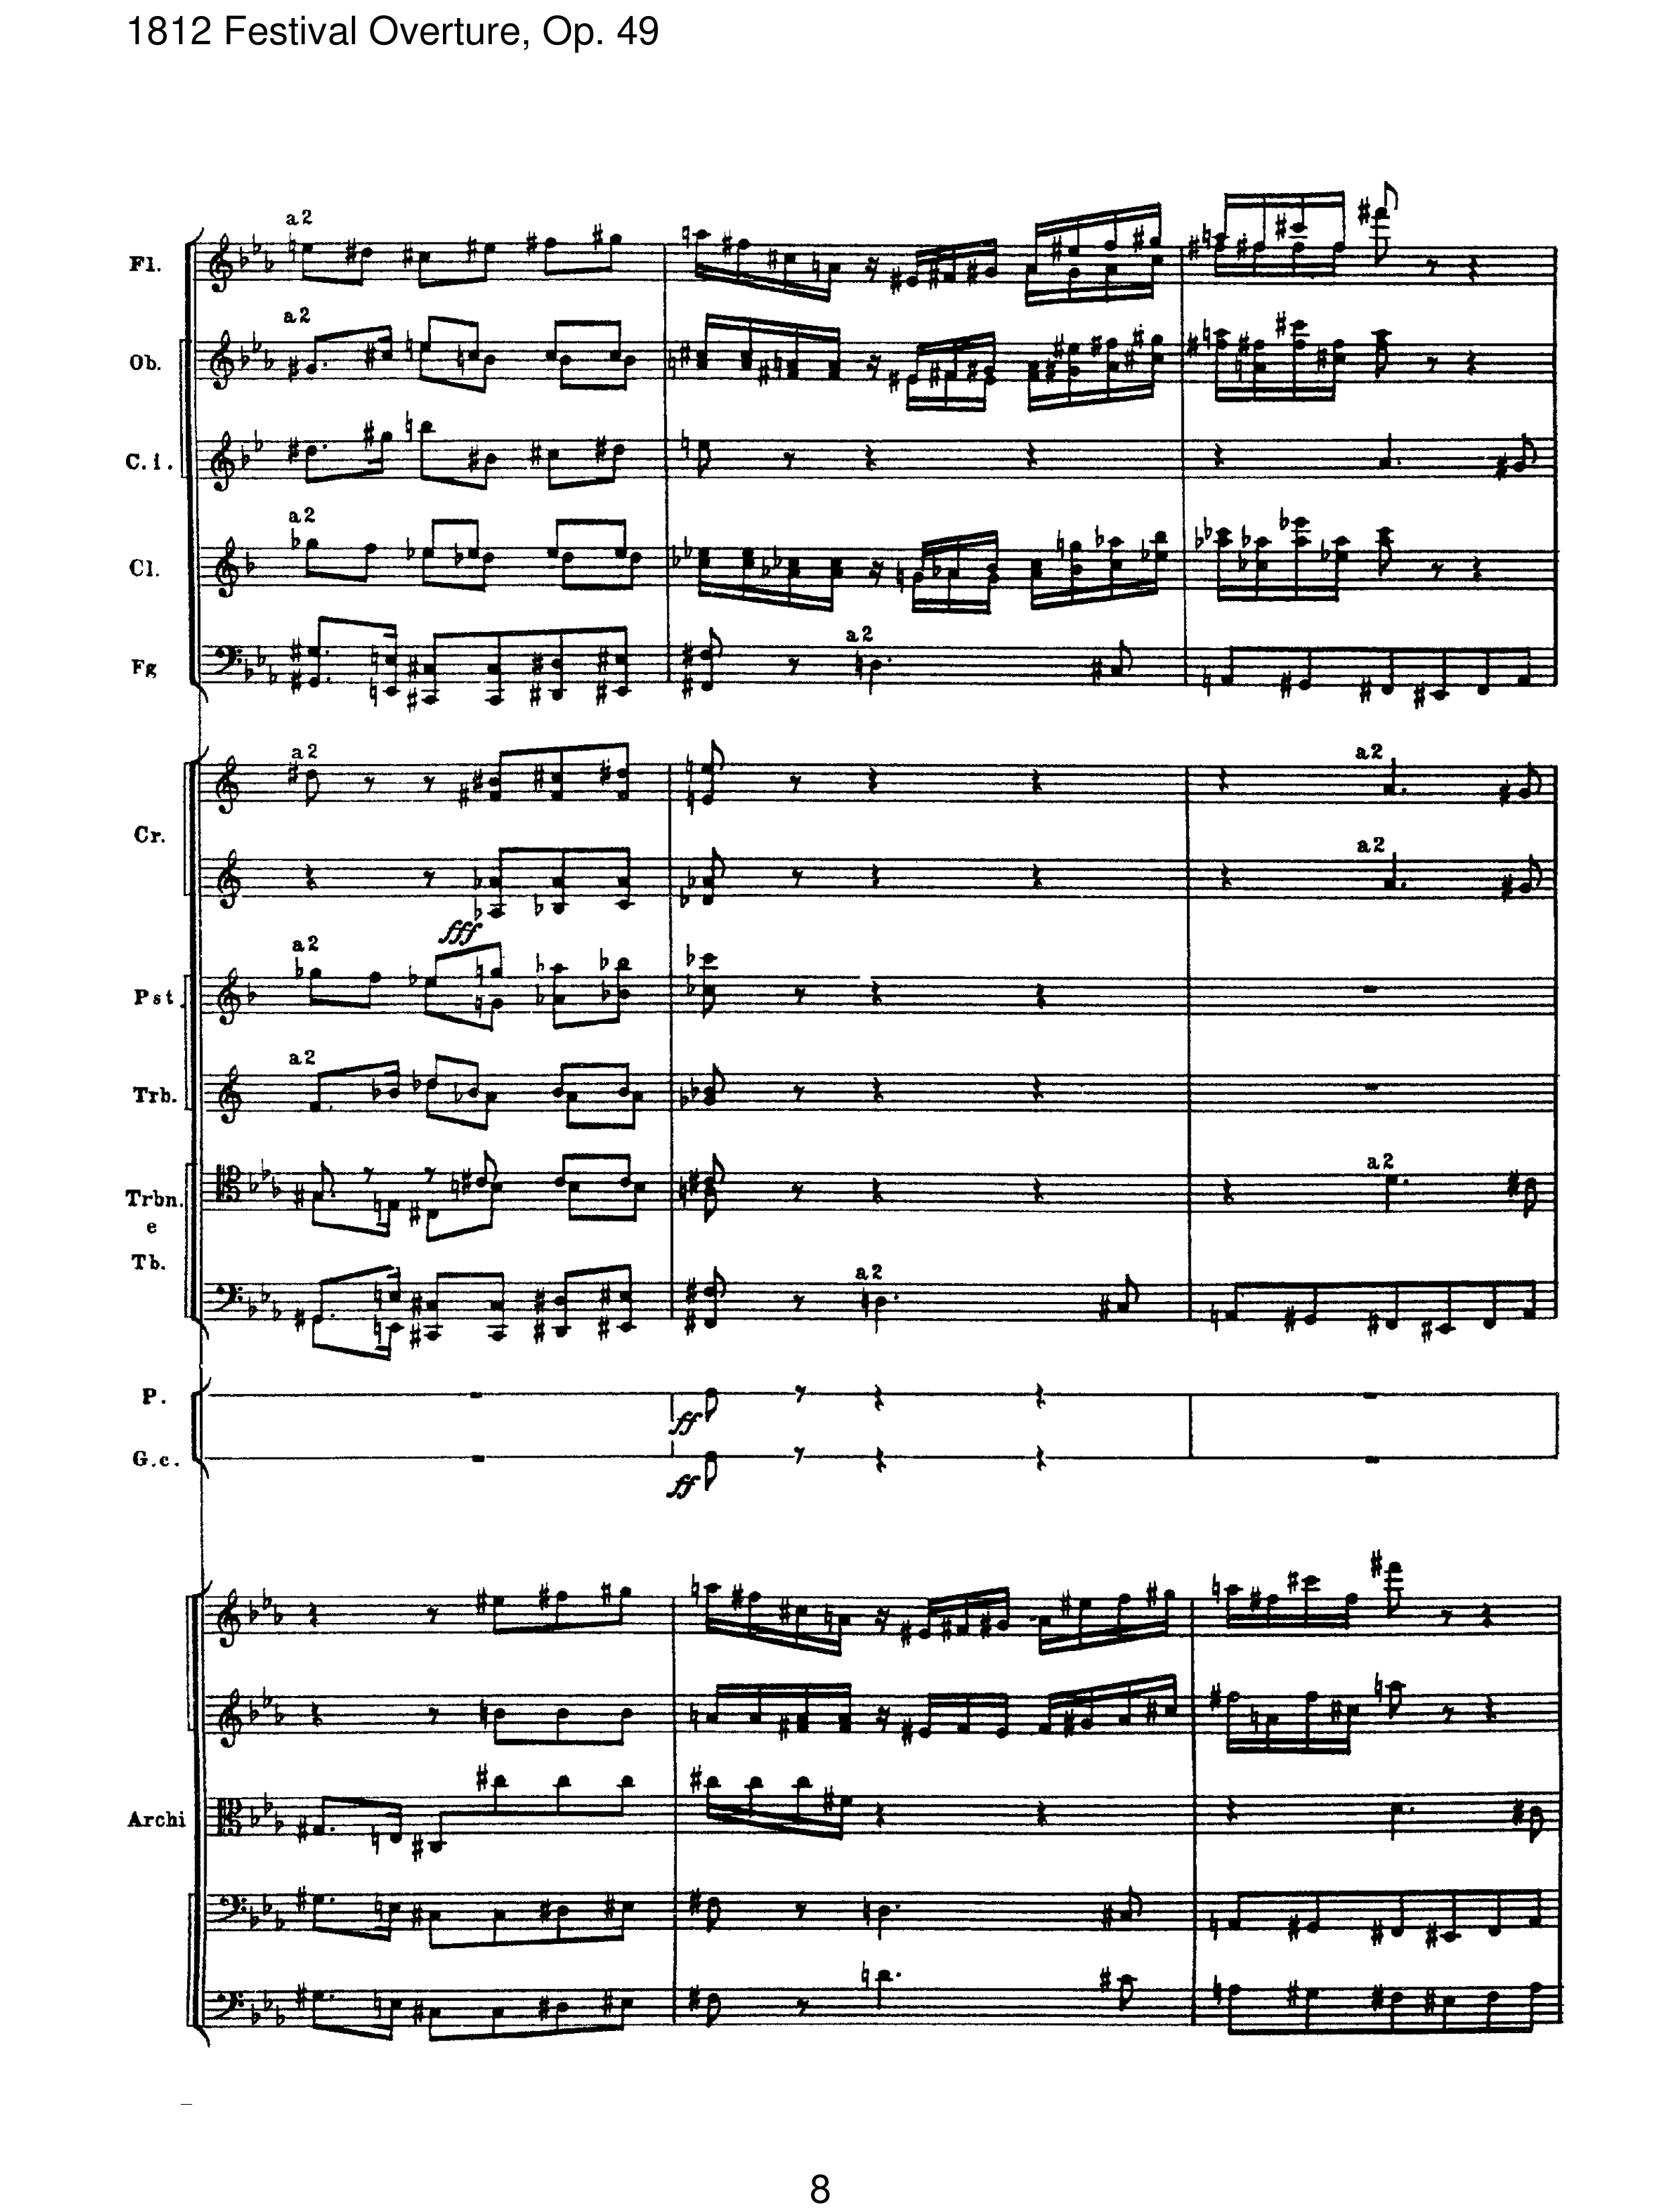 1812 Festival Overture, Op. 49
a 2
Fl.
a 2
Ob.
C. i.
a 2
Cl.
a 2
Fg
a 2
a 2
Cr.
a 2
fff
a 2
Pst.
a 2
Trb.
a 2
Trbn.
e
Tb.
a 2
P.
ff
G.c.
ff
Archi
8